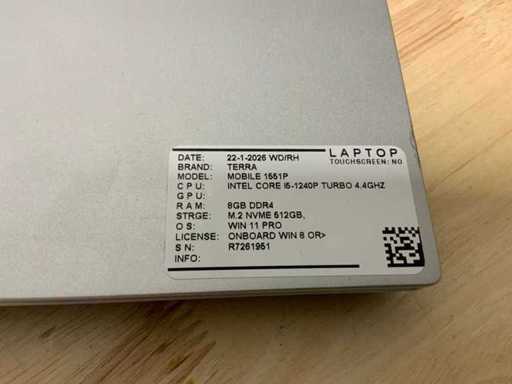 LAPTOP
TOUCHSCREEN: NO
DATE: 22-1-2026 WD/RH
BRAND: TERRA
MODEL: MOBILE 1551P
CPU: INTEL CORE I5-1240P TURBO 4.4GHZ
GPU:
RAM: 8GB DDR4
STRGE: M.2 NVME 512GB,
OS: WIN 11 PRO
LICENSE: ONBOARD WIN 8 OR>
SN: R7261951
INFO: